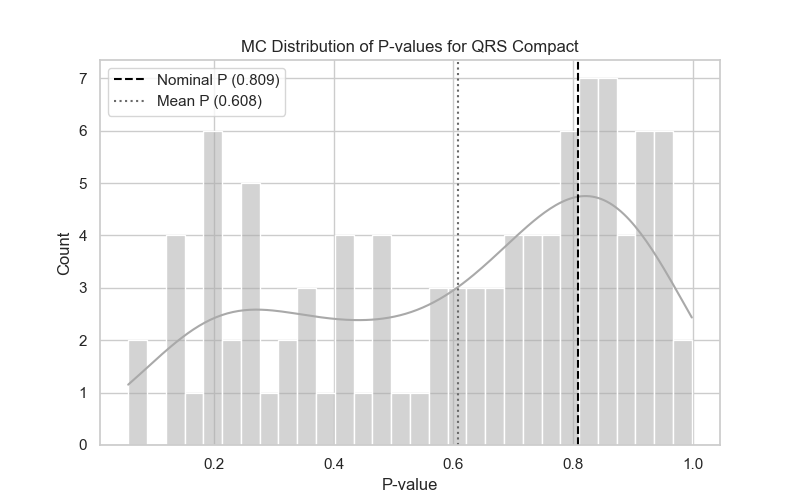 MC Distribution of P-values for QRS Compact
Nominal P (0.809)
Mean P (0.608)
Count
7
6
5
4
3
2
1
0
0.2 0.4 0.6 0.8 1.0
P-value